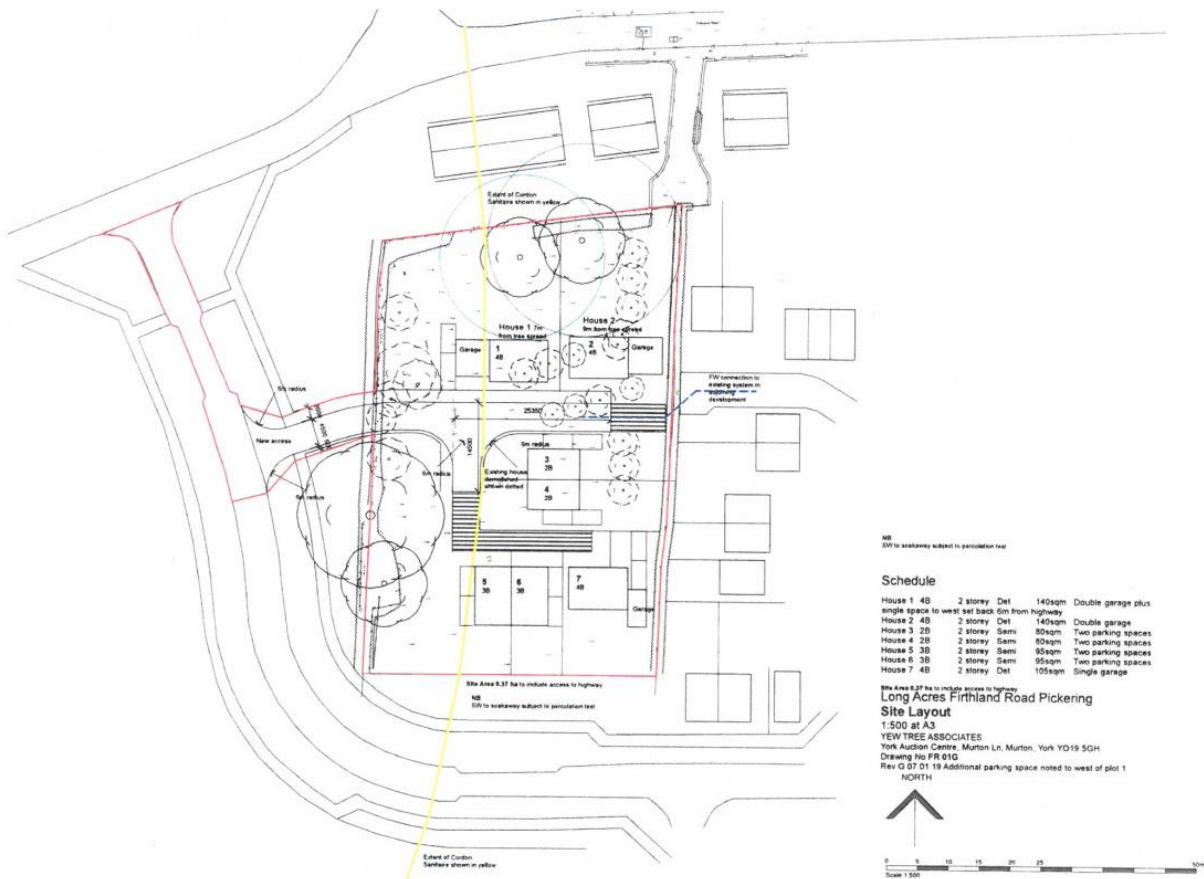 Extent of Cordon
Sanitaire shown in yellow
House 1 7m
from tree spread
House 2
9m from tree spread
Garage
1
4B
2
4B
Garage
FW connection to
existing system in
adjoining
development
6m radius
25350
New access
4500
14500
5m radius
3
2B
5m radius
Existing house
demolished
shown dotted
4
2B
6m radius
5
3B
6
3B
7
4B
Garage
Site Area 0.37 ha to include access to highway
NB
SW to soakaway subject to percolation test
Extent of Cordon
Sanitaire shown in yellow
NB
SW to soakaway subject to percolation test
Schedule
House 1 4B 2 storey Det 140sqm Double garage plus
single space to west set back 6m from highway
House 2 4B 2 storey Det 140sqm Double garage
House 3 2B 2 storey Semi 80sqm Two parking spaces
House 4 2B 2 storey Semi 80sqm Two parking spaces
House 5 3B 2 storey Semi 95sqm Two parking spaces
House 6 3B 2 storey Semi 95sqm Two parking spaces
House 7 4B 2 storey Det 105sqm Single garage
Site Area 0.37 ha to include access to highway
Long Acres Firthland Road Pickering
Site Layout
1:500 at A3
YEW TREE ASSOCIATES
York Auction Centre, Murton Ln, Murton, York YO19 5GH
Drawing No FR 01G
Rev G 07 01 19 Additional parking space noted to west of plot 1
NORTH
0 5 10 15 20 25 50m
Scale 1:500